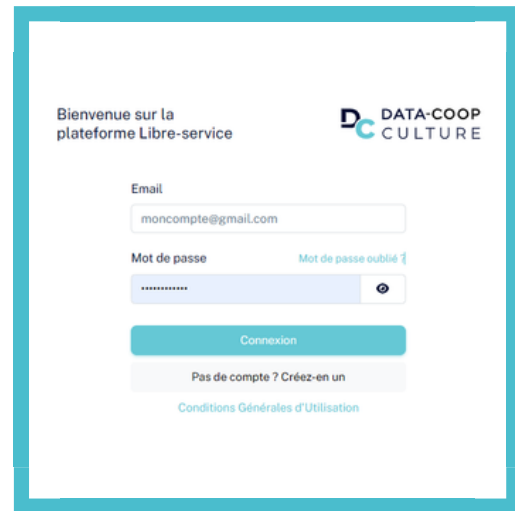 Bienvenue sur la
plateforme Libre-service
DC DATA-COOP
CULTURE
Email
moncompte@gmail.com
Mot de passe
Mot de passe oublié ?
••••••••••••
Connexion
Pas de compte ? Créez-en un
Conditions Générales d'Utilisation